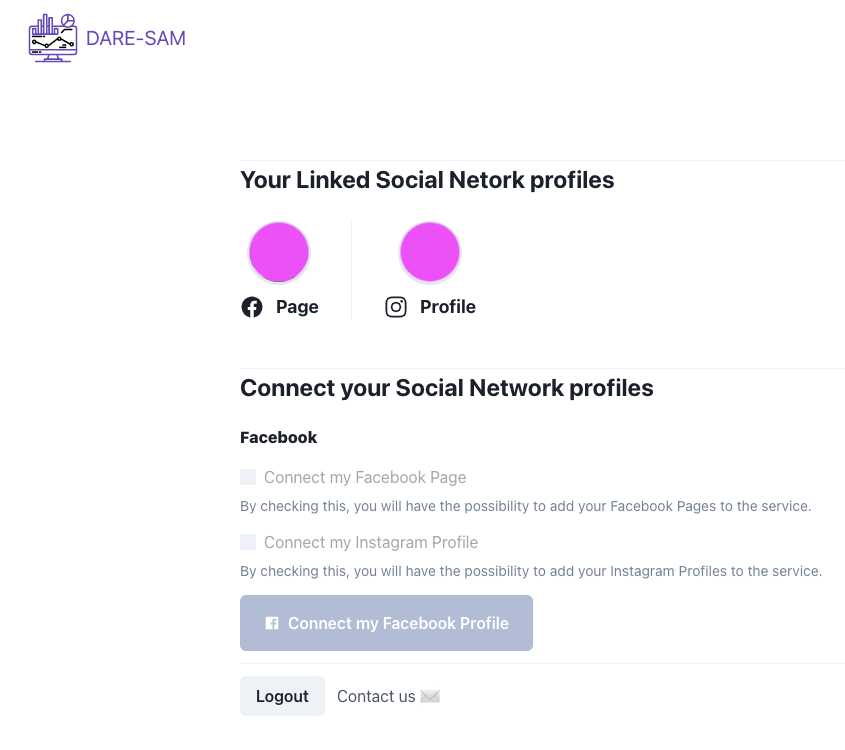 DARE-SAM
Your Linked Social Netork profiles
Page
Profile
Connect your Social Network profiles
Facebook
Connect my Facebook Page
By checking this, you will have the possibility to add your Facebook Pages to the service.
Connect my Instagram Profile
By checking this, you will have the possibility to add your Instagram Profiles to the service.
Connect my Facebook Profile
Logout
Contact us